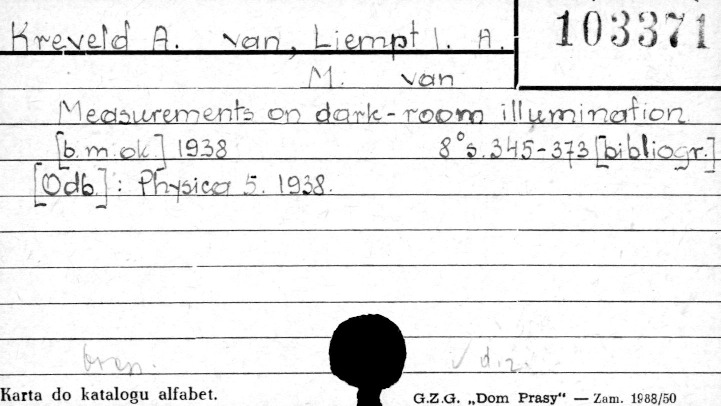 Kreveld A. van, Liempt I. A.
103371
M. van
Measurements on dark-room illumination.
[b.m.ok.] 1938 8° s. 345-373 [bibliogr.]
[Odb.]: Physica 5. 1938.
d.z.
Karta do katalogu alfabet.
G.Z.G. „Dom Prasy" — Zam. 1988/50